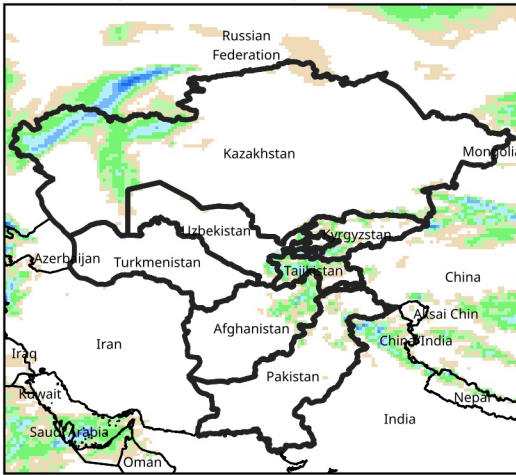 Russian
Federation
Kazakhstan
Mongolia
Uzbekistan
Kyrgyzstan
Azerbaijan
Turkmenistan
Tajikistan
China
Aksai Chin
Afghanistan
China/India
Iran
Iraq
Pakistan
Kuwait
Nepal
India
Saudi Arabia
Oman